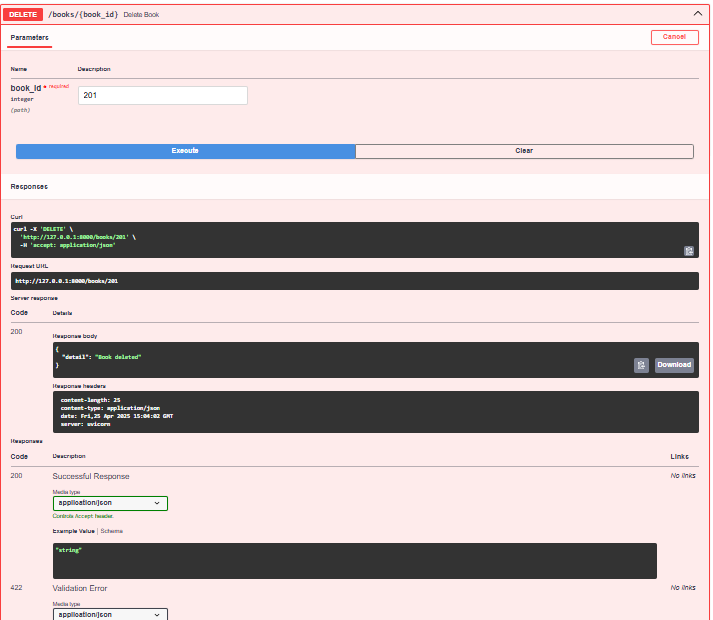 DELETE /books/{book_id} Delete Book
Parameters
Cancel
Name Description
book_id * required
integer
(path)
201
Execute Clear
Responses
Curl
curl -X 'DELETE' \
'http://127.0.0.1:8000/books/201' \
-H 'accept: application/json'
Request URL
http://127.0.0.1:8000/books/201
Server response
Code Details
200
Response body
{
"detail": "Book deleted"
}
Download
Response headers
content-length: 25
content-type: application/json
date: Fri,25 Apr 2025 15:04:02 GMT
server: uvicorn
Responses
Code Description Links
200 Successful Response No links
Media type
application/json
Controls Accept header.
Example Value | Schema
"string"
422 Validation Error No links
Media type
application/json